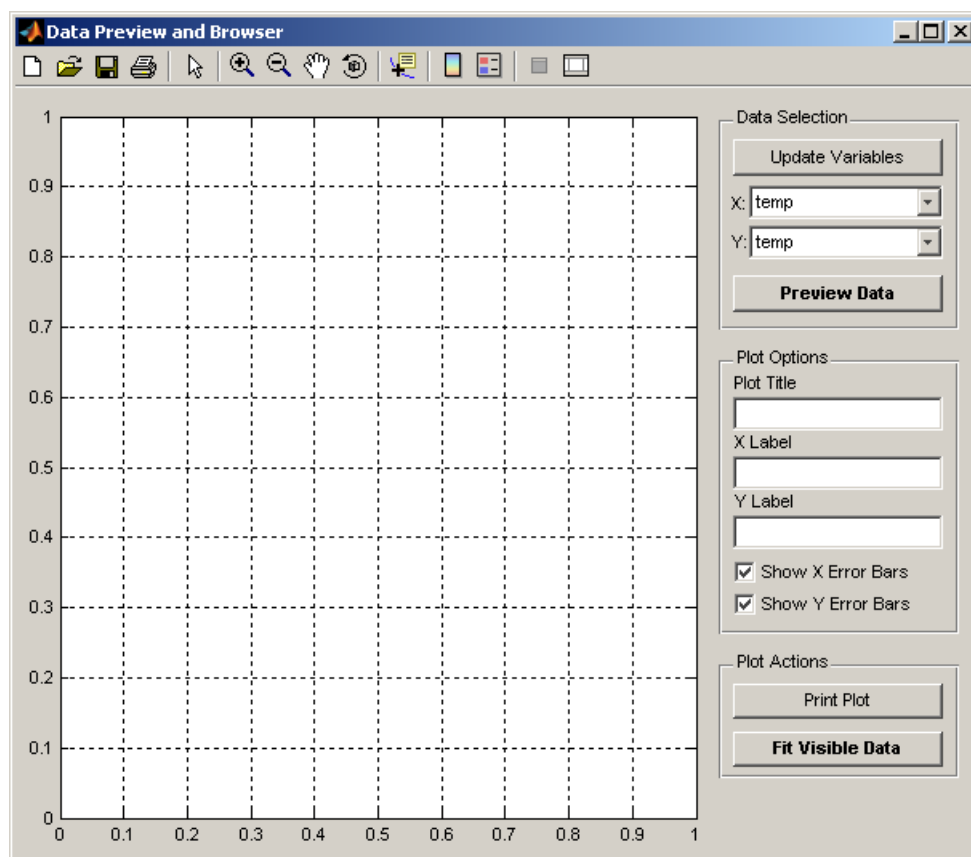 Data Preview and Browser
1
0.9
0.8
0.7
0.6
0.5
0.4
0.3
0.2
0.1
0
0 0.1 0.2 0.3 0.4 0.5 0.6 0.7 0.8 0.9 1
Data Selection
Update Variables
X: temp
Y: temp
Preview Data
Plot Options
Plot Title
X Label
Y Label
Show X Error Bars
Show Y Error Bars
Plot Actions
Print Plot
Fit Visible Data